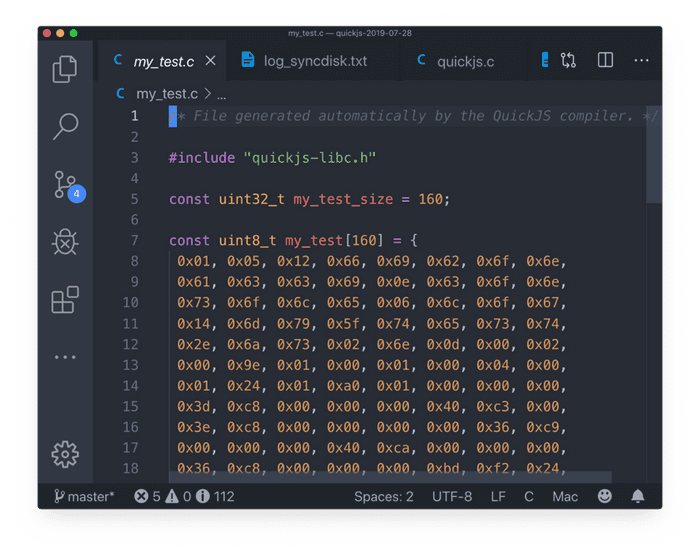 my_test.c — quickjs-2019-07-28
my_test.c log_syncdisk.txt quickjs.c
my_test.c > ...
1 /* File generated automatically by the QuickJS compiler. */
2
3 #include "quickjs-libc.h"
4
5 const uint32_t my_test_size = 160;
6
7 const uint8_t my_test[160] = {
8 0x01, 0x05, 0x12, 0x66, 0x69, 0x62, 0x6f, 0x6e,
9 0x61, 0x63, 0x63, 0x69, 0x0e, 0x63, 0x6f, 0x6e,
10 0x73, 0x6f, 0x6c, 0x65, 0x06, 0x6c, 0x6f, 0x67,
11 0x14, 0x6d, 0x79, 0x5f, 0x74, 0x65, 0x73, 0x74,
12 0x2e, 0x6a, 0x73, 0x02, 0x6e, 0x0d, 0x00, 0x02,
13 0x00, 0x9e, 0x01, 0x00, 0x01, 0x00, 0x04, 0x00,
14 0x01, 0x24, 0x01, 0xa0, 0x01, 0x00, 0x00, 0x00,
15 0x3d, 0xc8, 0x00, 0x00, 0x00, 0x40, 0xc3, 0x00,
16 0x3e, 0xc8, 0x00, 0x00, 0x00, 0x00, 0x36, 0xc9,
17 0x00, 0x00, 0x00, 0x40, 0xca, 0x00, 0x00, 0x00,
18 0x36, 0xc8, 0x00, 0x00, 0x00, 0xbd, 0xf2, 0x24,
4
master* 5 0 112 Spaces: 2 UTF-8 LF C Mac